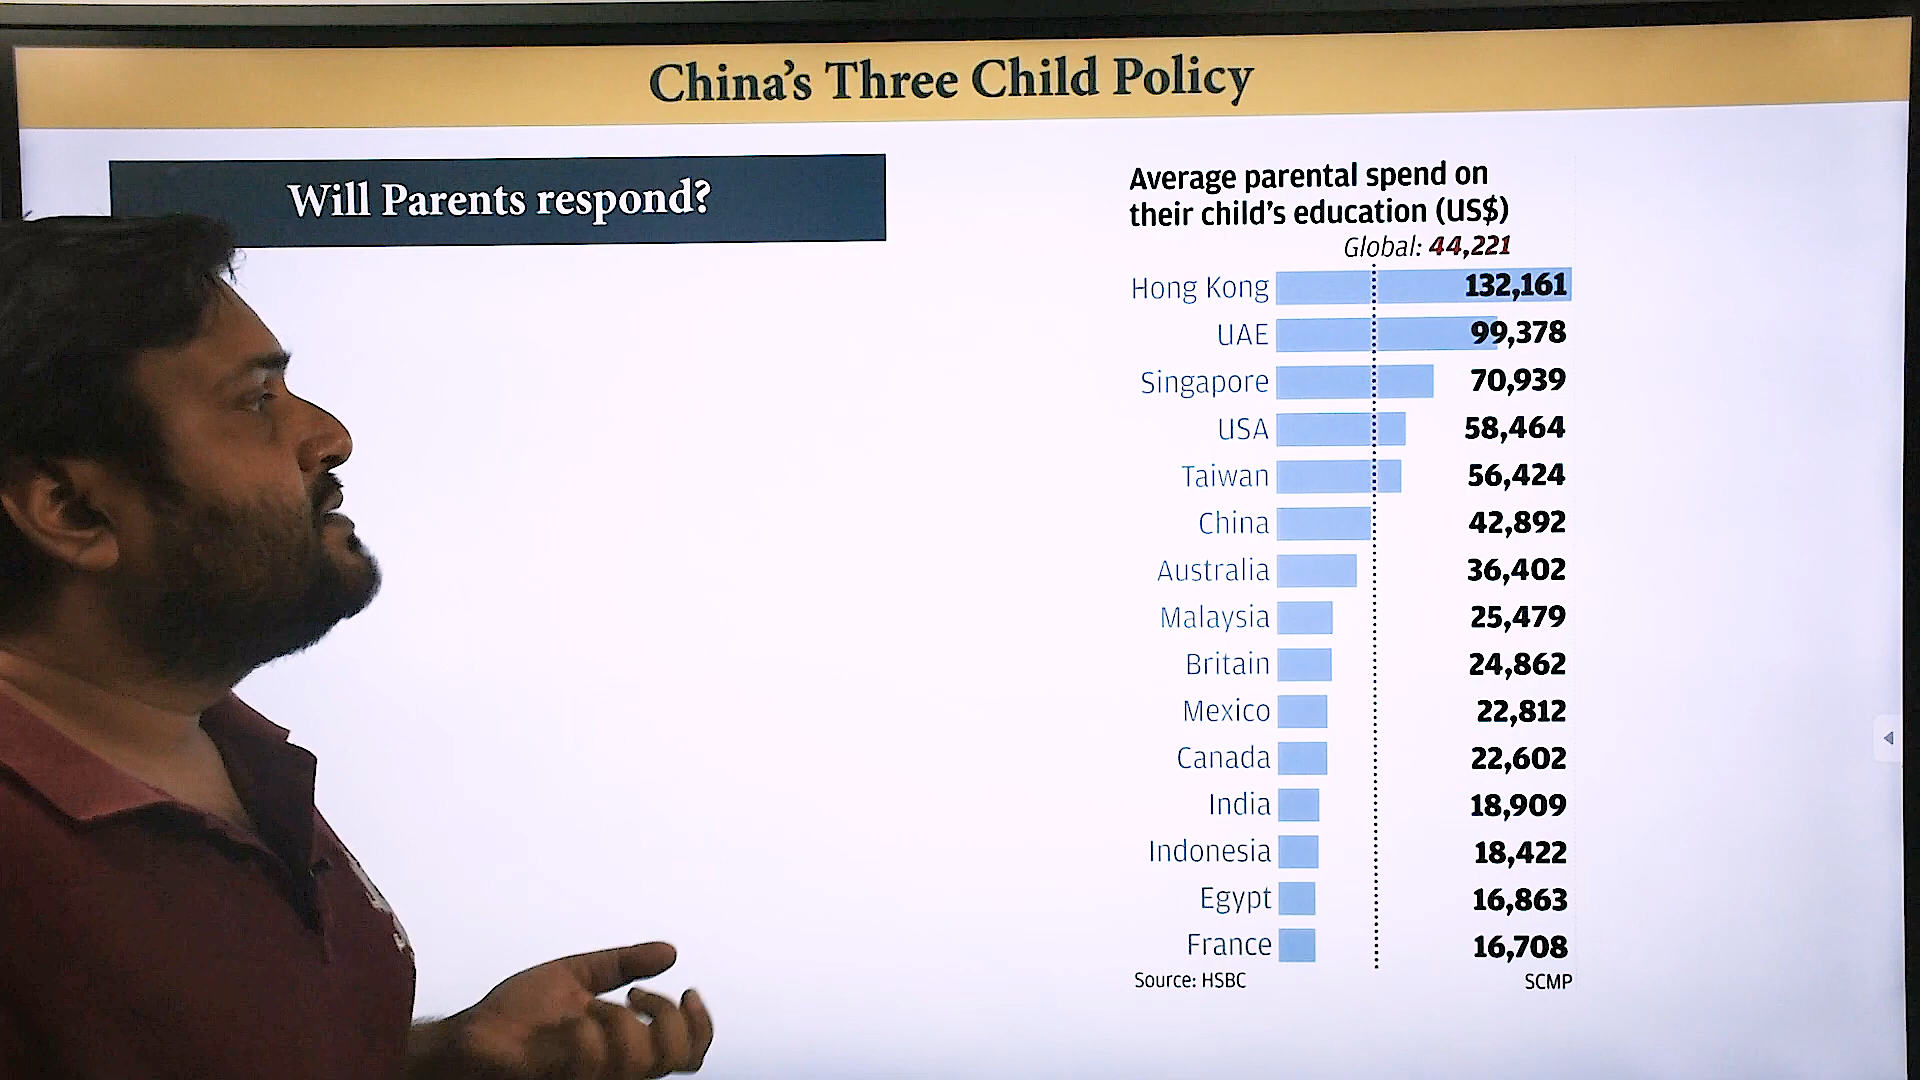 China's Three Child Policy
Will Parents respond?
Average parental spend on
their child's education (US$)
Global: 44,221
Hong Kong 132,161
UAE 99,378
Singapore 70,939
USA 58,464
Taiwan 56,424
China 42,892
Australia 36,402
Malaysia 25,479
Britain 24,862
Mexico 22,812
Canada 22,602
India 18,909
Indonesia 18,422
Egypt 16,863
France 16,708
Source: HSBC SCMP